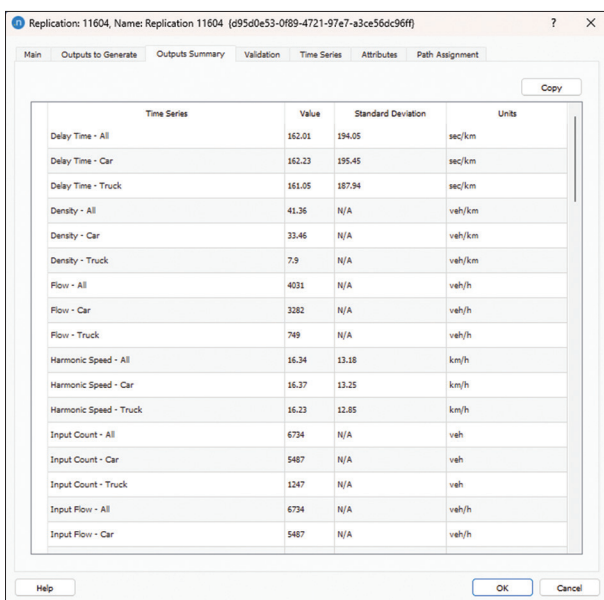 Replication: 11604, Name: Replication 11604 {d95d0e53-0f89-4721-97e7-a3ce56dc96ff} ? X
Main Outputs to Generate Outputs Summary Validation Time Series Attributes Path Assignment
Copy
Time Series Value Standard Deviation Units
Delay Time - All 162.01 194.05 sec/km
Delay Time - Car 162.23 195.45 sec/km
Delay Time - Truck 161.05 187.94 sec/km
Density - All 41.36 N/A veh/km
Density - Car 33.46 N/A veh/km
Density - Truck 7.9 N/A veh/km
Flow - All 4031 N/A veh/h
Flow - Car 3282 N/A veh/h
Flow - Truck 749 N/A veh/h
Harmonic Speed - All 16.34 13.18 km/h
Harmonic Speed - Car 16.37 13.25 km/h
Harmonic Speed - Truck 16.23 12.85 km/h
Input Count - All 6734 N/A veh
Input Count - Car 5487 N/A veh
Input Count - Truck 1247 N/A veh
Input Flow - All 6734 N/A veh/h
Input Flow - Car 5487 N/A veh/h
Help OK Cancel